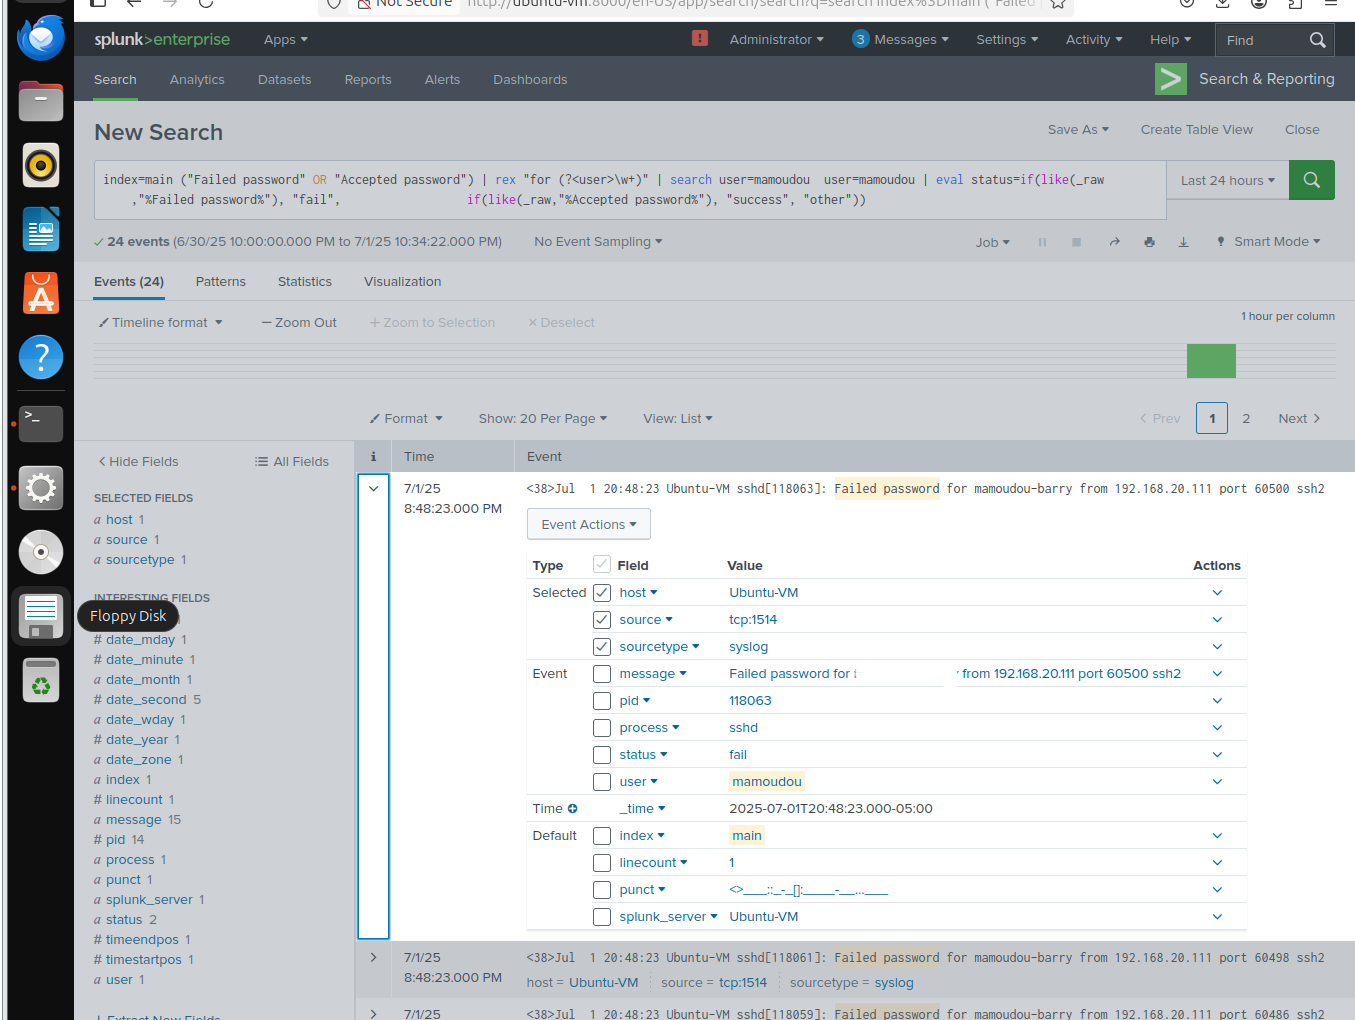 Not Secure http://ubuntu-vm:8000/en-US/app/search/search?q=search index%3Dmain ("Failed
splunk>enterprise Apps ! Administrator 3 Messages Settings Activity Help Find
Search Analytics Datasets Reports Alerts Dashboards > Search & Reporting
New Search Save As Create Table View Close
index=main ("Failed password" OR "Accepted password") | rex "for (?<user>\w+)" | search user=mamoudou user=mamoudou | eval status=if(like(_raw
,"%Failed password%"), "fail", if(like(_raw,"%Accepted password%"), "success", "other"))
Last 24 hours
✓ 24 events (6/30/25 10:00:00.000 PM to 7/1/25 10:34:22.000 PM) No Event Sampling Job Smart Mode
Events (24) Patterns Statistics Visualization
Timeline format — Zoom Out + Zoom to Selection × Deselect 1 hour per column
Format Show: 20 Per Page View: List < Prev 1 2 Next >
< Hide Fields All Fields
SELECTED FIELDS
a host 1
a source 1
a sourcetype 1
INTERESTING FIELDS
Floppy Disk
# date_mday 1
# date_minute 1
a date_month 1
# date_second 5
a date_wday 1
# date_year 1
a date_zone 1
a index 1
# linecount 1
a message 15
# pid 14
a process 1
a punct 1
a splunk_server 1
a status 2
# timeendpos 1
# timestartpos 1
a user 1
+ Extract New Fields
i Time Event
7/1/25
8:48:23.000 PM
<38>Jul 1 20:48:23 Ubuntu-VM sshd[118063]: Failed password for mamoudou-barry from 192.168.20.111 port 60500 ssh2
Event Actions
Type Field Value Actions
Selected host Ubuntu-VM
source tcp:1514
sourcetype syslog
Event message Failed password for from 192.168.20.111 port 60500 ssh2
pid 118063
process sshd
status fail
user mamoudou
Time _time 2025-07-01T20:48:23.000-05:00
Default index main
linecount 1
punct <>____::_-_[]:_____-__...____
splunk_server Ubuntu-VM
7/1/25
8:48:23.000 PM
<38>Jul 1 20:48:23 Ubuntu-VM sshd[118061]: Failed password for mamoudou-barry from 192.168.20.111 port 60498 ssh2
host = Ubuntu-VM source = tcp:1514 sourcetype = syslog
7/1/25
<38>Jul 1 20:48:23 Ubuntu-VM sshd[118059]: Failed password for mamoudou-barry from 192.168.20.111 port 60486 ssh2